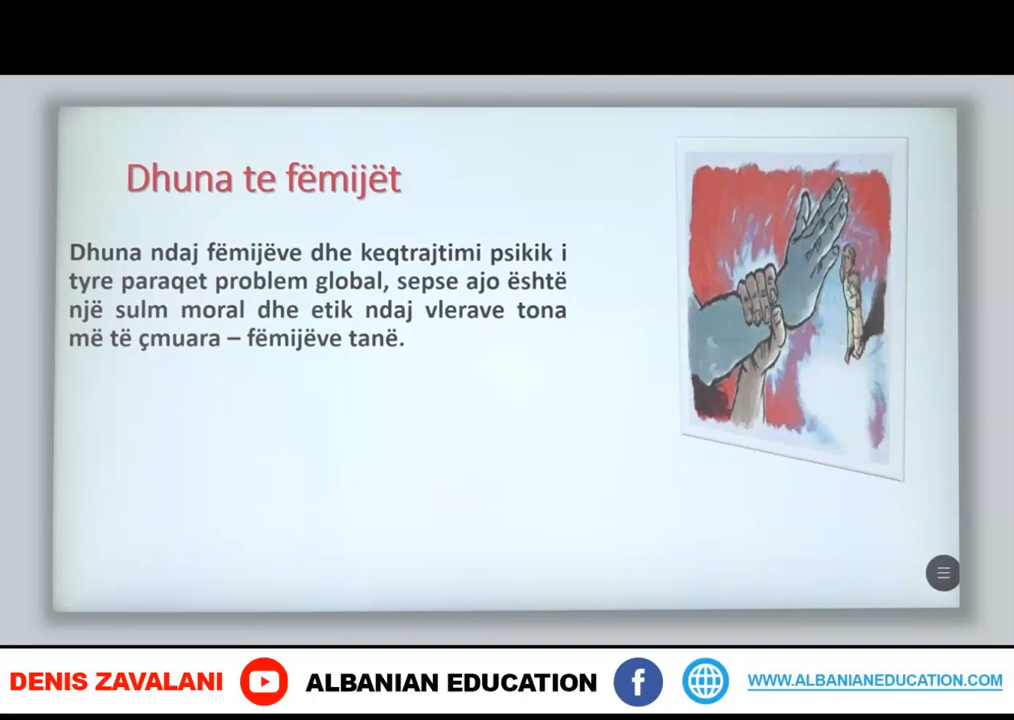 Dhuna te fëmijët
Dhuna ndaj fëmijëve dhe keqtrajtimi psikik i
tyre paraqet problem global, sepse ajo është
një sulm moral dhe etik ndaj vlerave tona
më të çmuara – fëmijëve tanë.
DENIS ZAVALANI ALBANIAN EDUCATION WWW.ALBANIANEDUCATION.COM